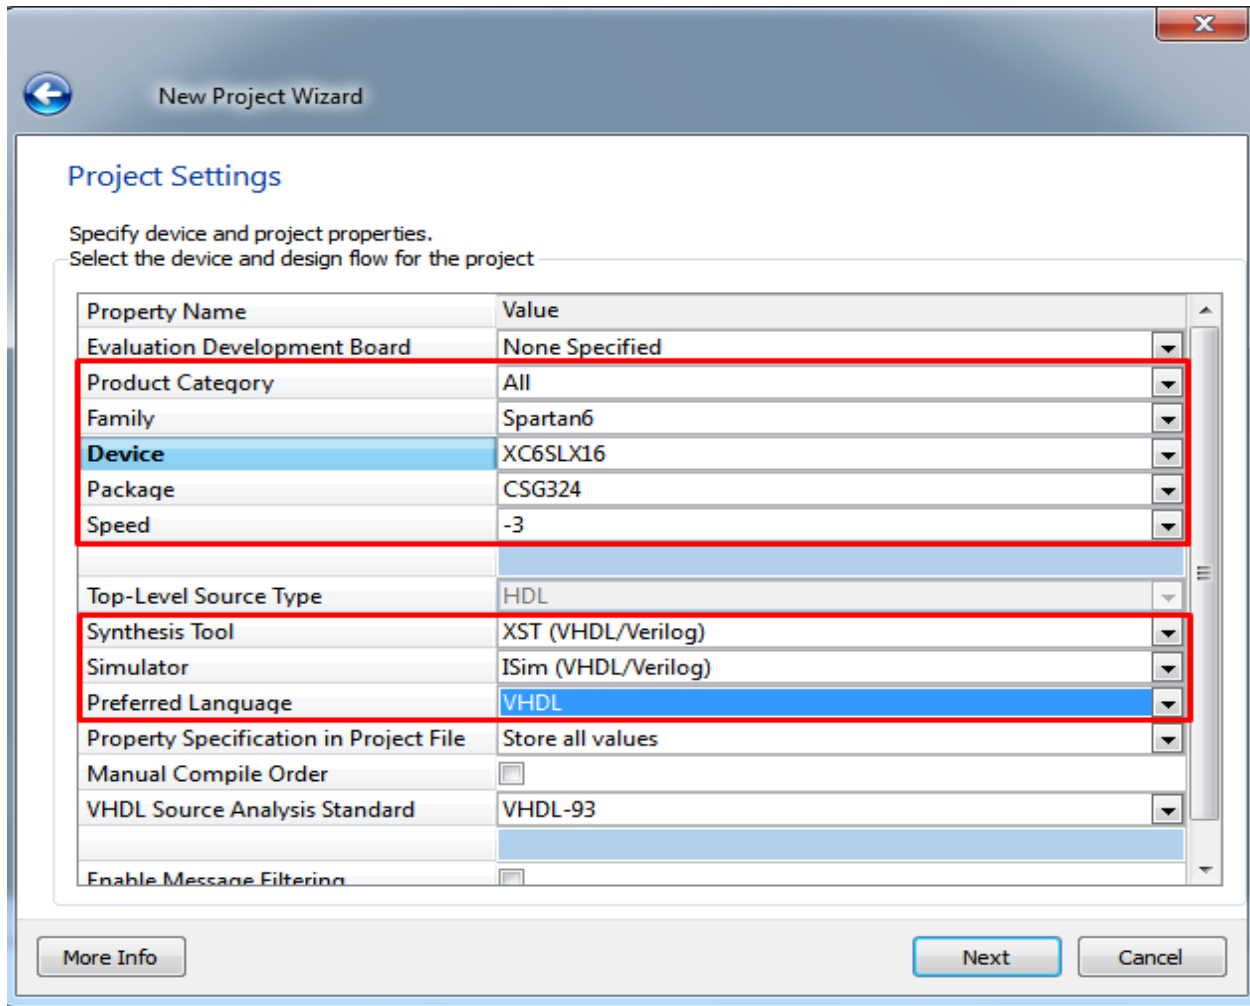 New Project Wizard
Project Settings
Specify device and project properties.
Select the device and design flow for the project
Property Name Value
Evaluation Development Board None Specified
Product Category All
Family Spartan6
Device XC6SLX16
Package CSG324
Speed -3
Top-Level Source Type HDL
Synthesis Tool XST (VHDL/Verilog)
Simulator ISim (VHDL/Verilog)
Preferred Language VHDL
Property Specification in Project File Store all values
Manual Compile Order
VHDL Source Analysis Standard VHDL-93
Enable Message Filtering
More Info Next Cancel